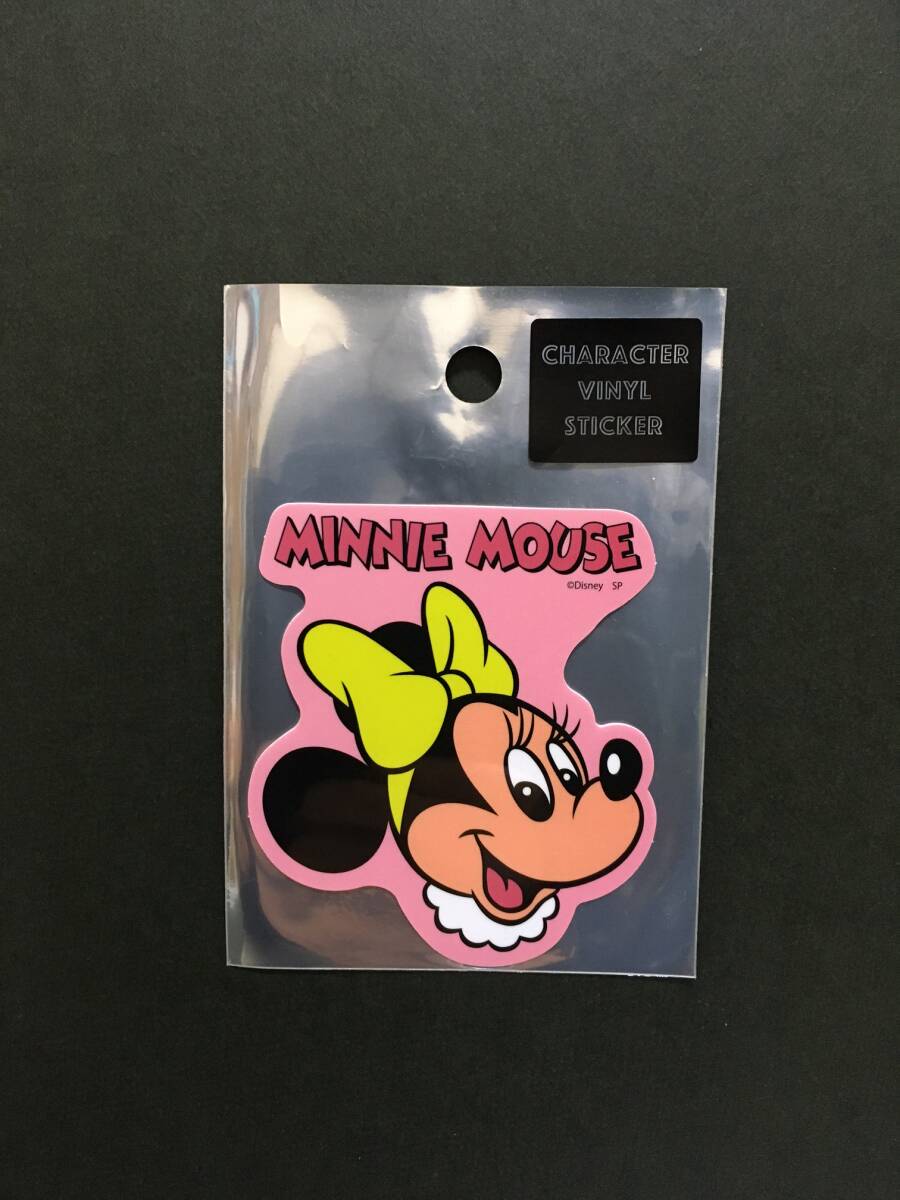 CHARACTER
VINYL
STICKER
MINNIE MOUSE
©Disney SP